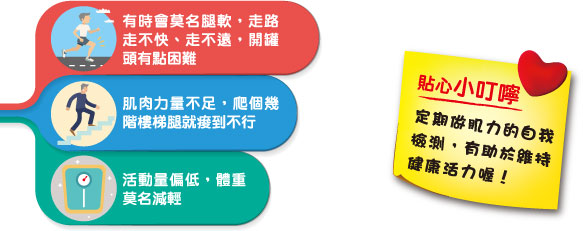 有時會莫名腿軟，走路
走不快、走不遠，開罐
頭有點困難
肌肉力量不足，爬個幾
階樓梯腿就痠到不行
活動量偏低，體重
莫名減輕
貼心小叮嚀
定期做肌力的自我
檢測，有助於維持
健康活力喔！